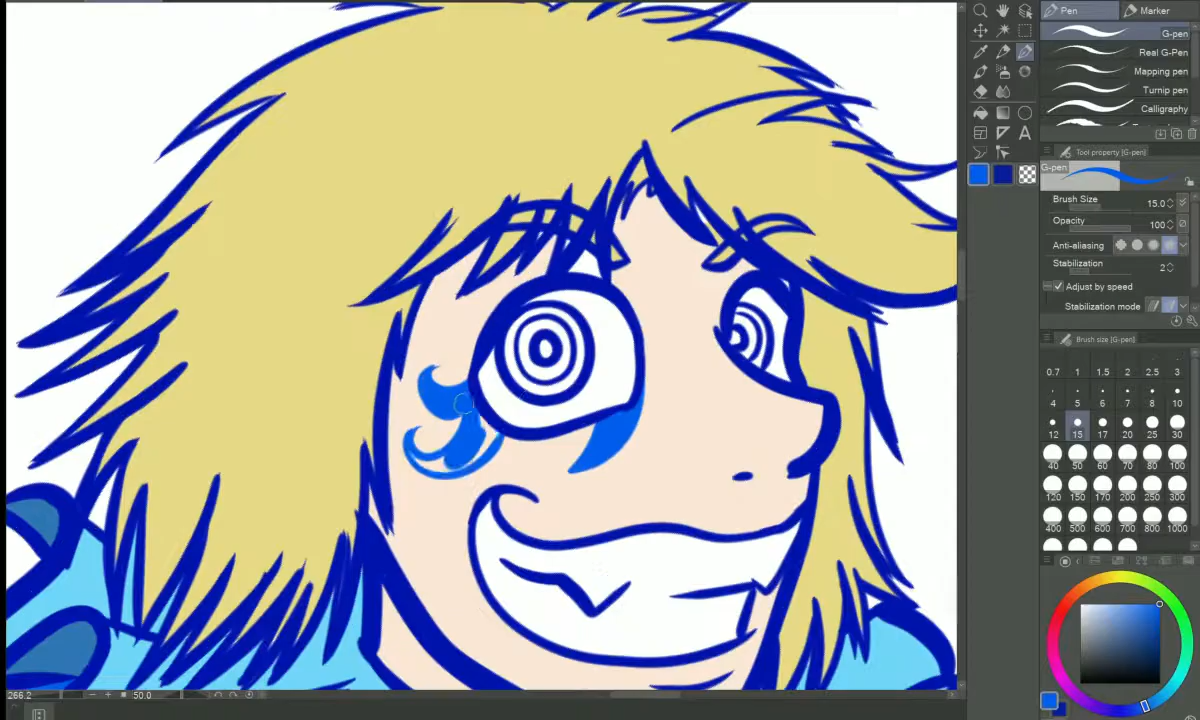 Pen
Marker
G-pen
Real G-Pen
Mapping pen
Turnip pen
Calligraphy
Tool property [G-pen]
G-pen
Brush Size 15.0
Opacity 100
Anti-aliasing
Stabilization 2
Adjust by speed
Stabilization mode
Brush size [G-pen]
0.7 1 1.5 2 2.5 3
4 5 6 7 8 10
12 15 17 20 25 30
40 50 60 70 80 100
120 150 170 200 250 300
400 500 600 700 800 1000
266.2 50.0